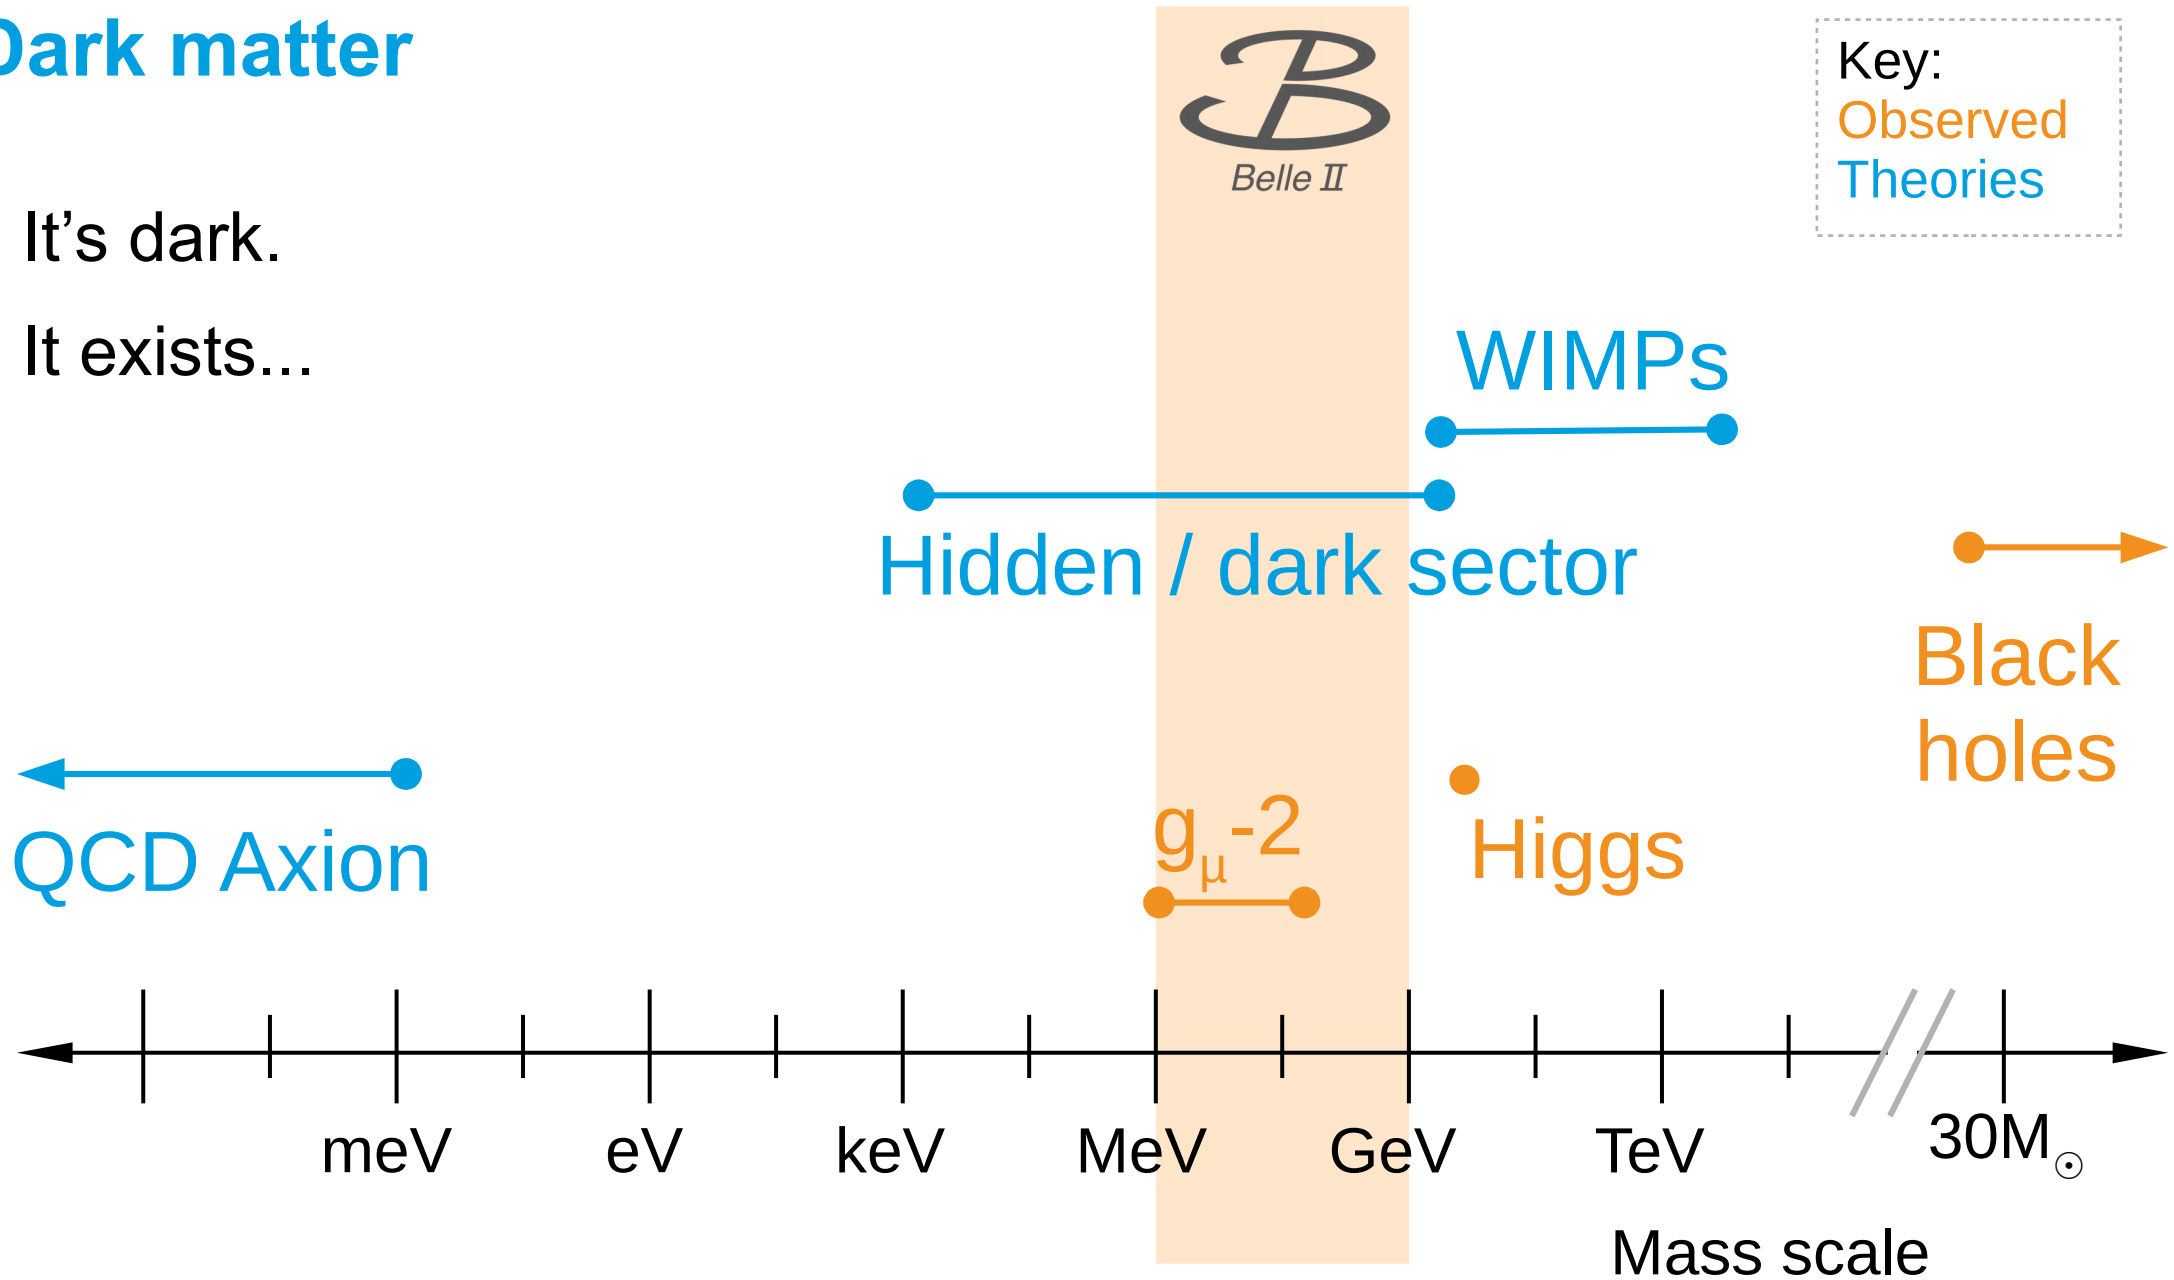 Dark matter
It's dark.
It exists...
Belle II
Key:
Observed
Theories
WIMPs
Hidden / dark sector
Black
holes
QCD Axion
gμ-2
Higgs
meV eV keV MeV GeV TeV 30M☉
Mass scale